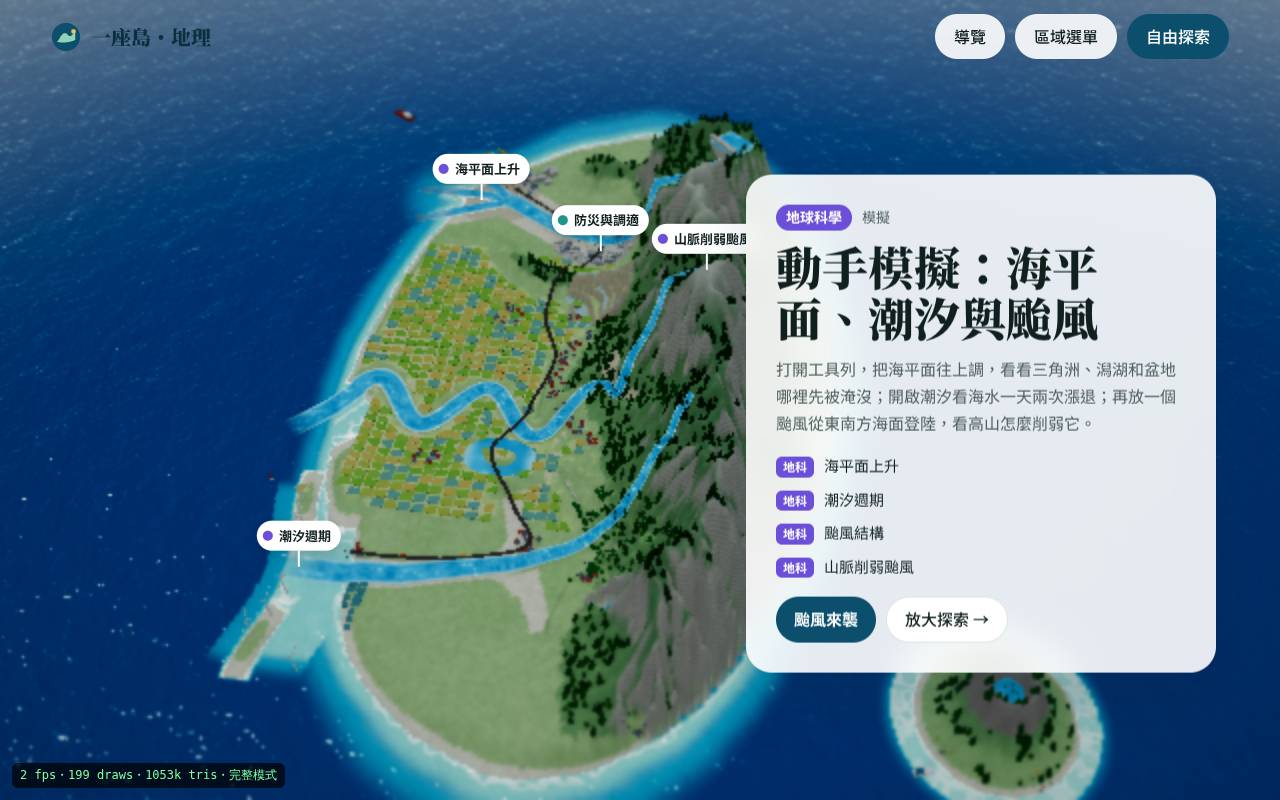 一座島・地理
導覽
區域選單
自由探索
海平面上升
防災與調適
山脈削弱颱風
潮汐週期
地球科學 模擬
動手模擬：海平
面、潮汐與颱風
打開工具列，把海平面往上調，看看三角洲、潟湖和盆地
哪裡先被淹沒；開啟潮汐看海水一天兩次漲退；再放一個
颱風從東南方海面登陸，看高山怎麼削弱它。
地科 海平面上升
地科 潮汐週期
地科 颱風結構
地科 山脈削弱颱風
颱風來襲
放大探索 →
2 fps · 199 draws · 1053k tris · 完整模式